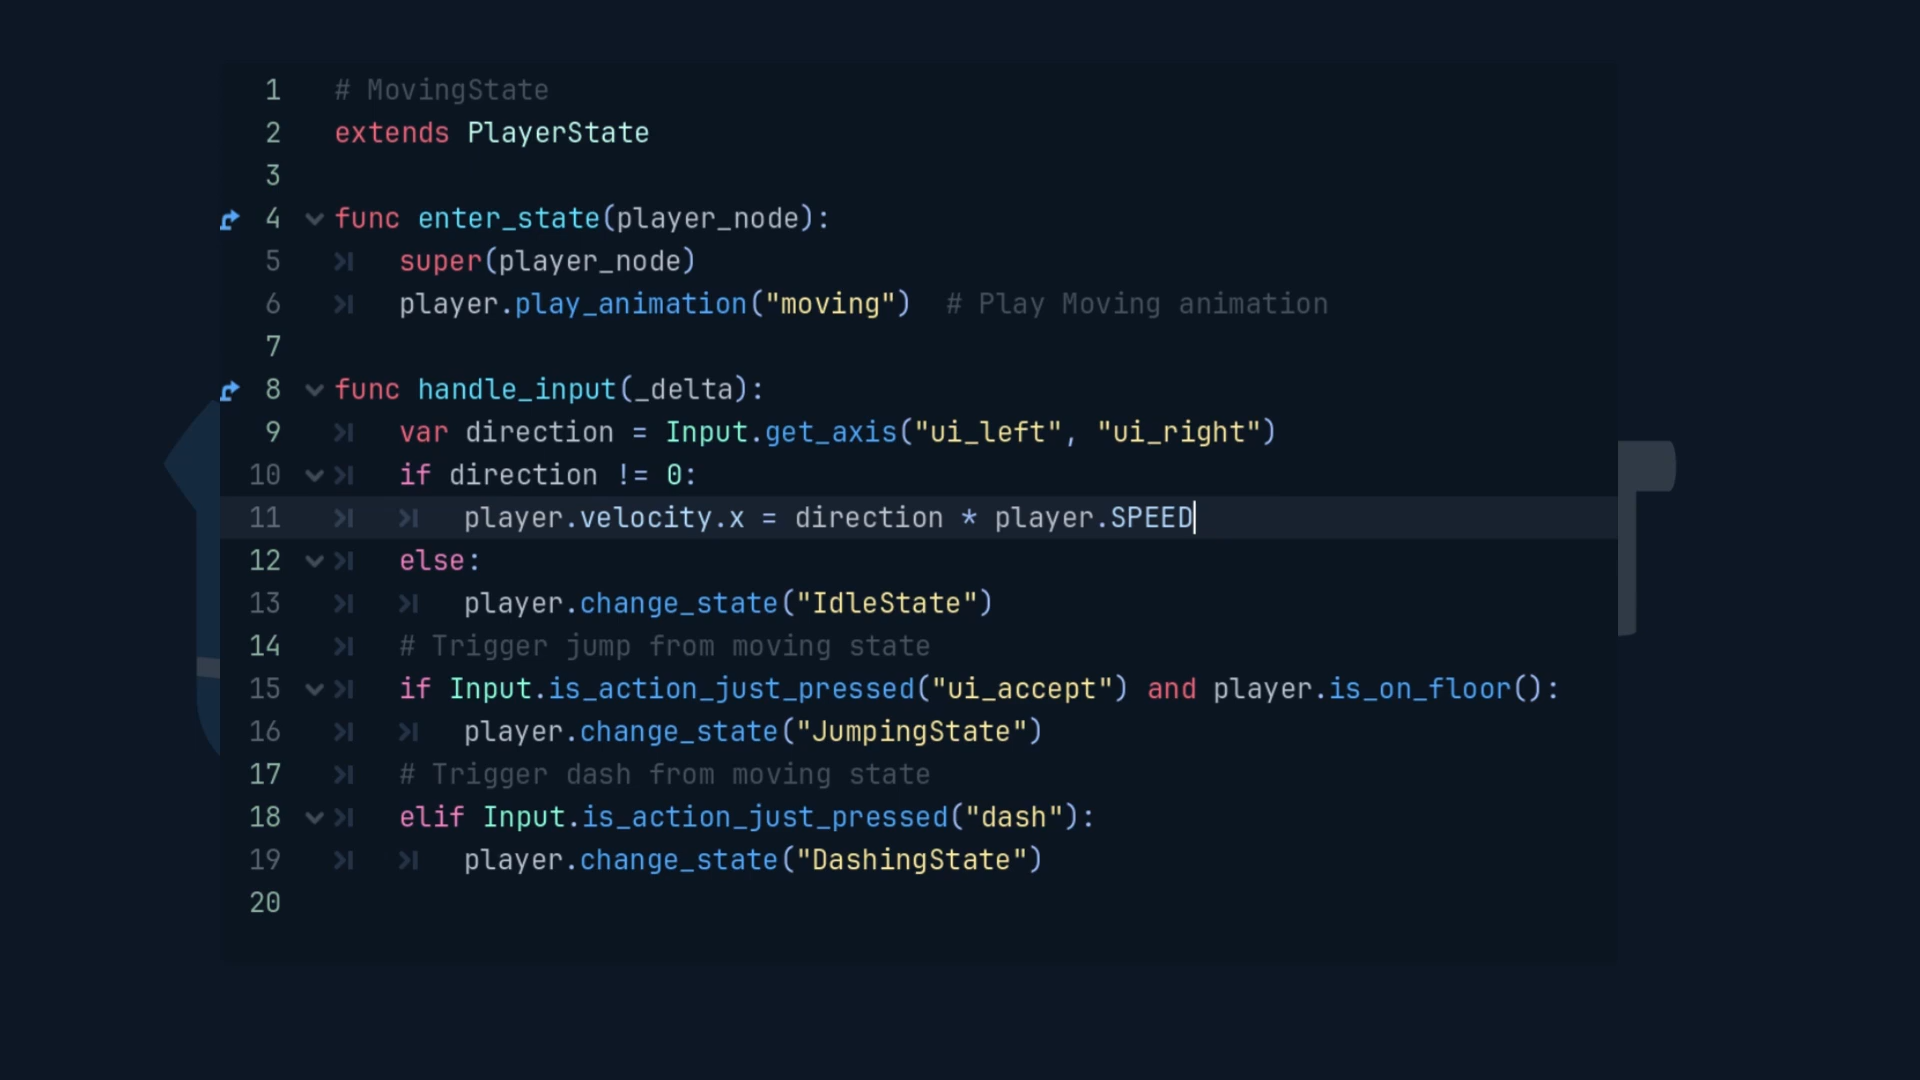 1 # MovingState
2 extends PlayerState
3
4 func enter_state(player_node):
5 super(player_node)
6 player.play_animation("moving") # Play Moving animation
7
8 func handle_input(_delta):
9 var direction = Input.get_axis("ui_left", "ui_right")
10 if direction != 0:
11 player.velocity.x = direction * player.SPEED
12 else:
13 player.change_state("IdleState")
14 # Trigger jump from moving state
15 if Input.is_action_just_pressed("ui_accept") and player.is_on_floor():
16 player.change_state("JumpingState")
17 # Trigger dash from moving state
18 elif Input.is_action_just_pressed("dash"):
19 player.change_state("DashingState")
20